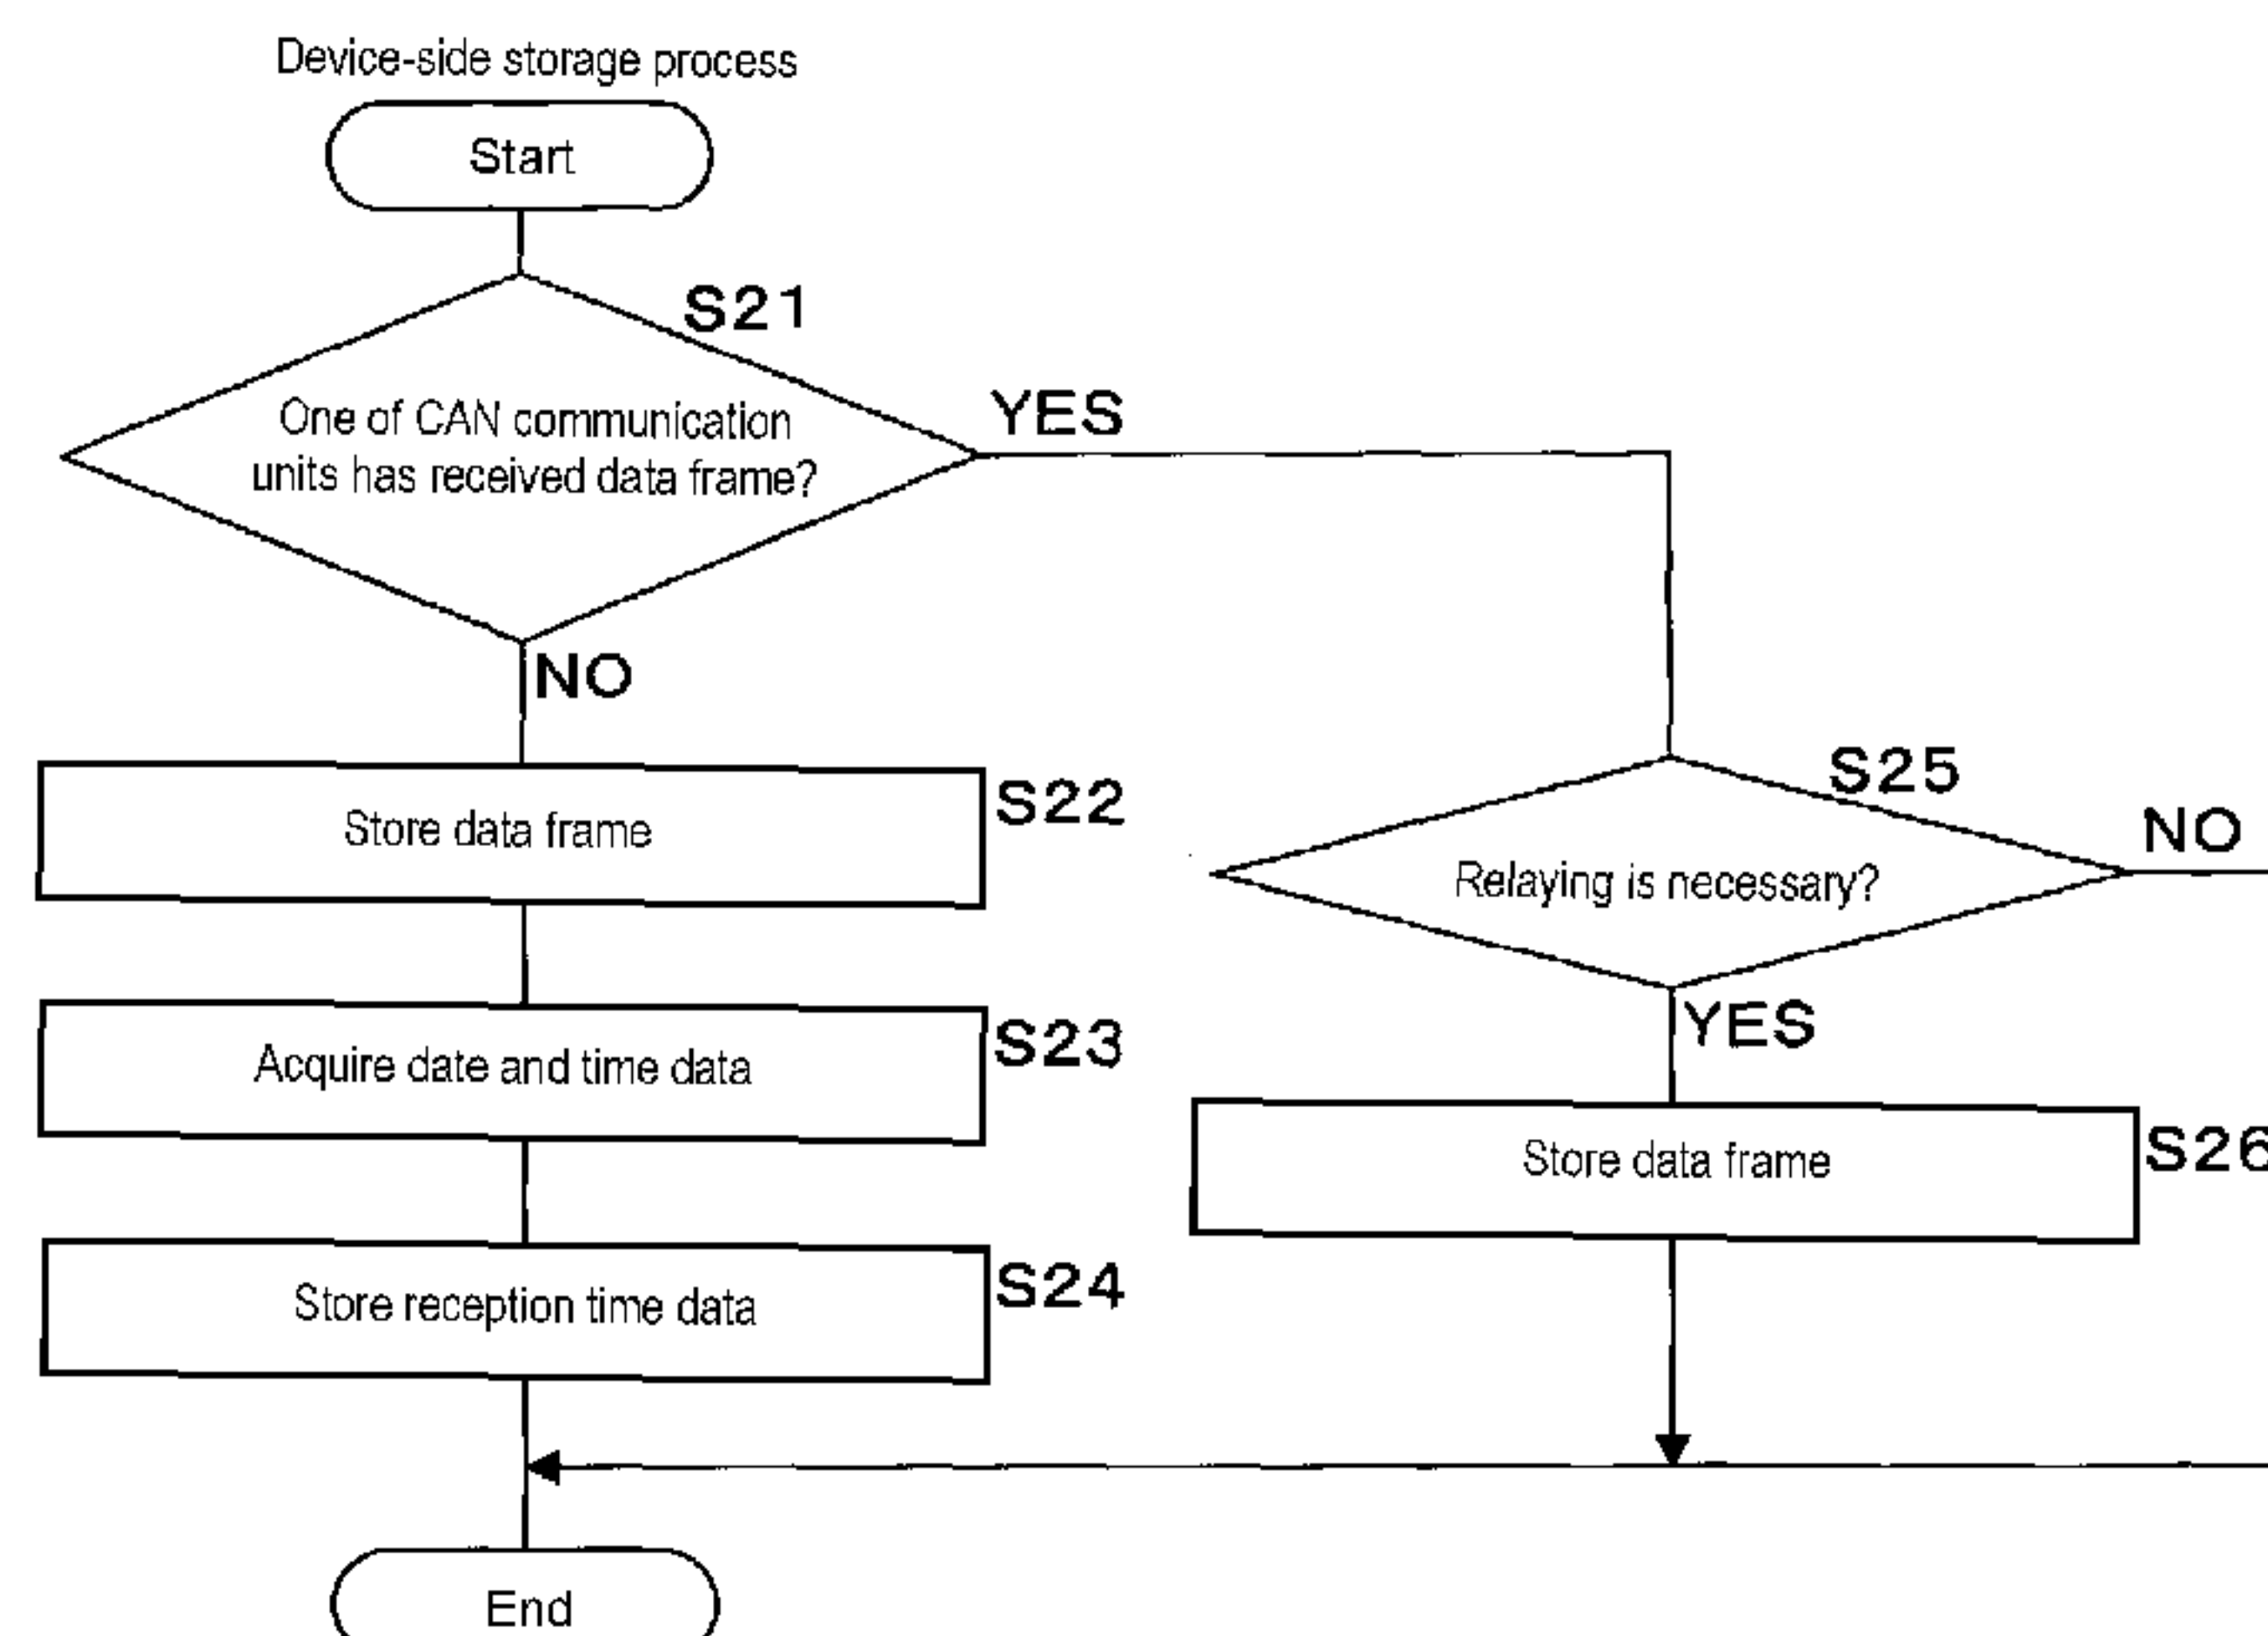 Device-side storage process
Start
S21
One of CAN communication
units has received data frame?
YES
NO
Store data frame
S22
S25
Relaying is necessary?
NO
Acquire date and time data
S23
YES
Store data frame
S26
Store reception time data
S24
End